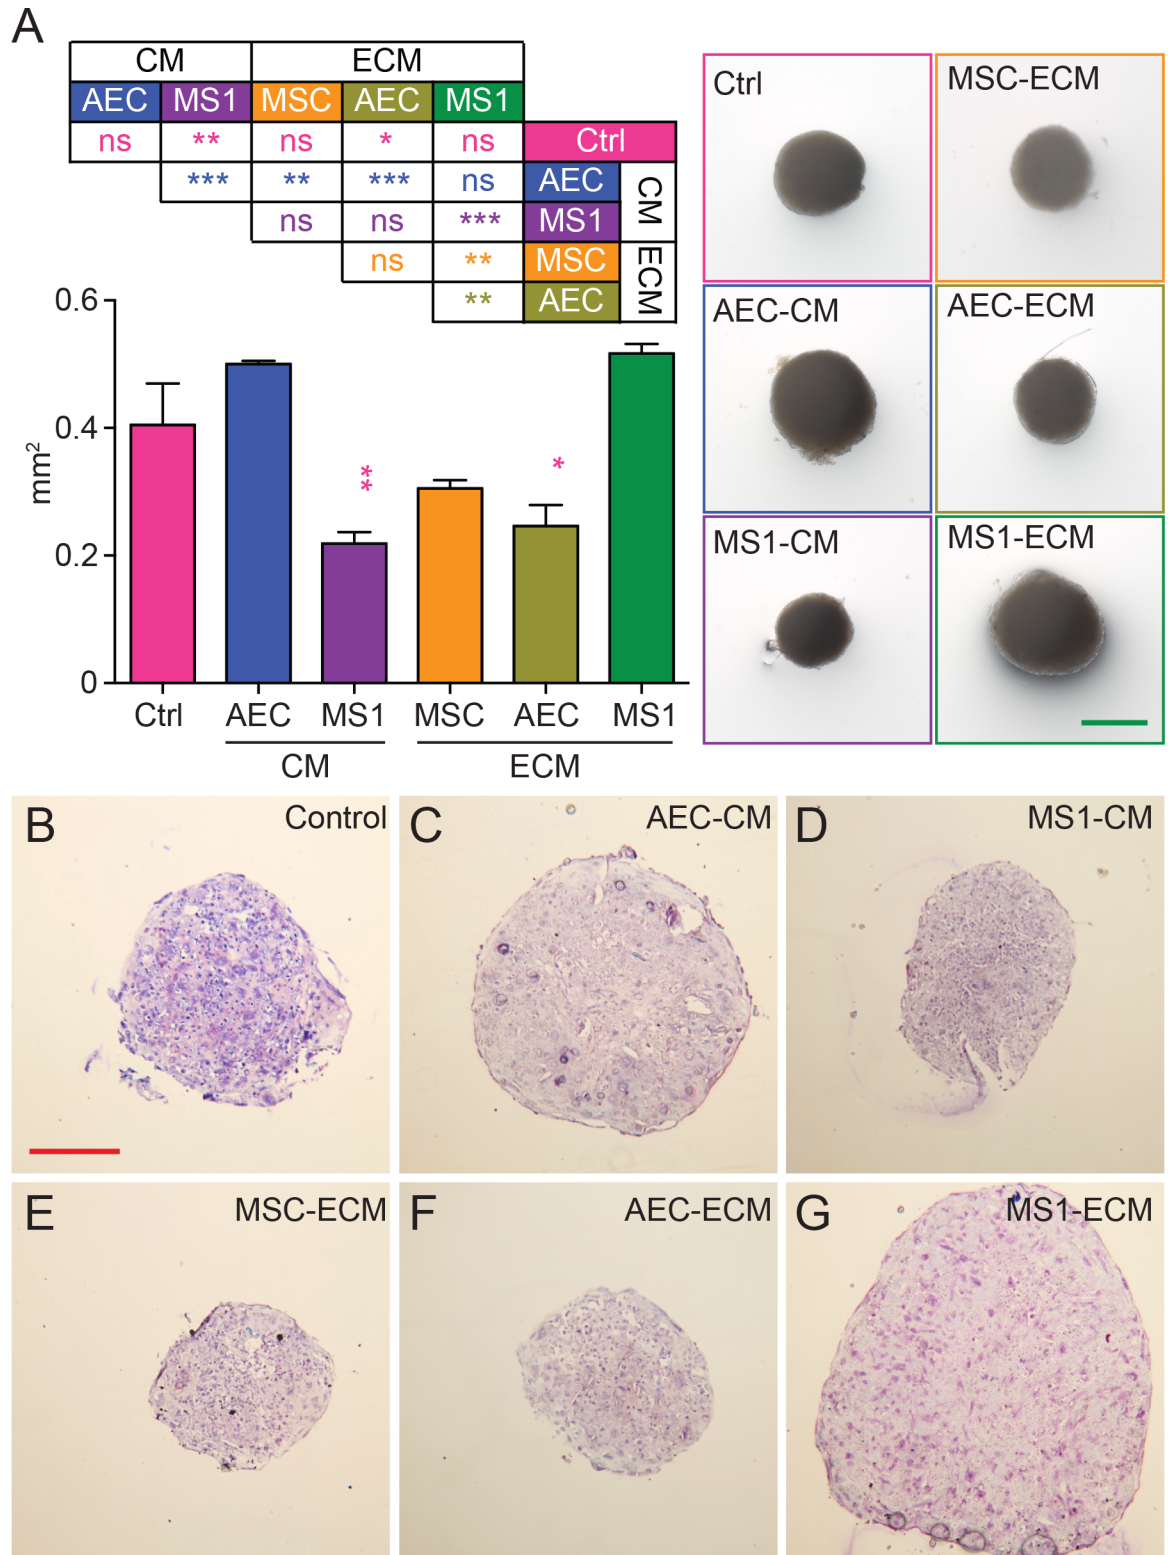 A
CM ECM
AEC MS1 MSC AEC MS1
ns ** ns * ns Ctrl
*** ** *** ns AEC CM
ns ns *** MS1
ns ** MSC ECM
** AEC
0.6
0.4
0.2
0
mm²
**
*
Ctrl AEC MS1 MSC AEC MS1
CM ECM
Ctrl MSC-ECM
AEC-CM AEC-ECM
MS1-CM MS1-ECM
B Control C AEC-CM D MS1-CM
E MSC-ECM F AEC-ECM G MS1-ECM